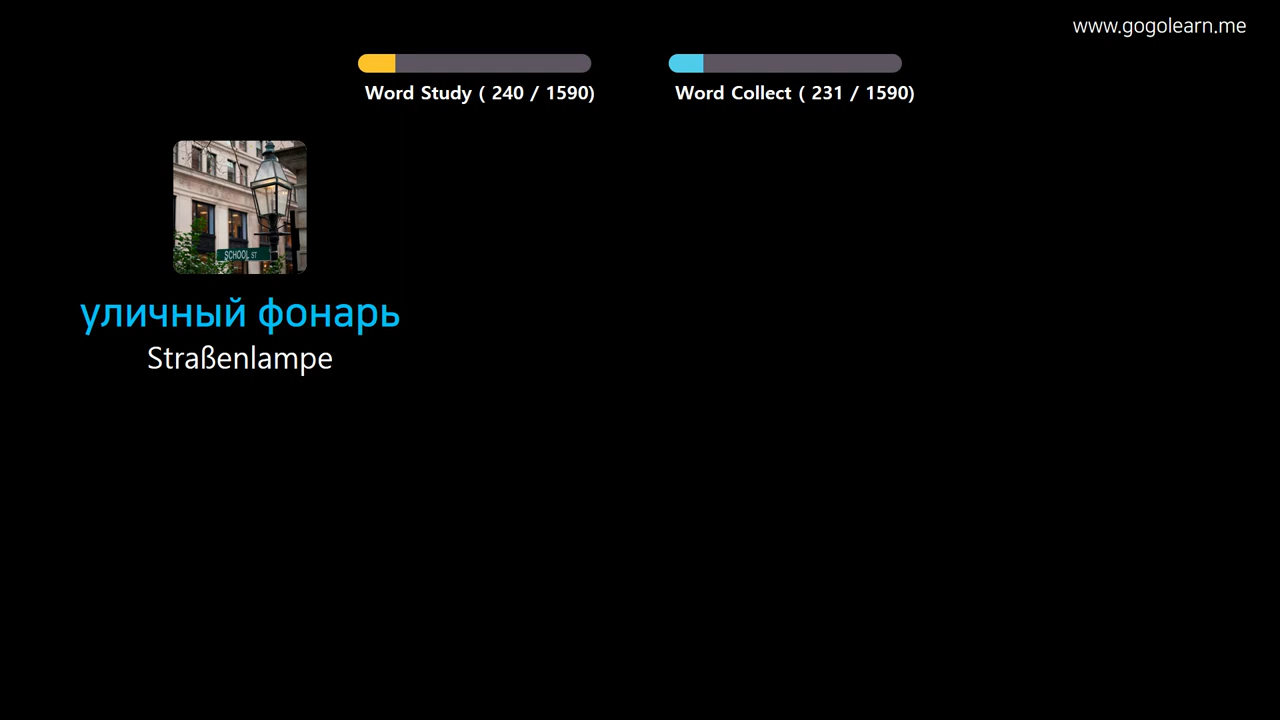 www.gogolearn.me
Word Study ( 240 / 1590)
Word Collect ( 231 / 1590)
SCHOOL ST
уличный фонарь
Straßenlampe